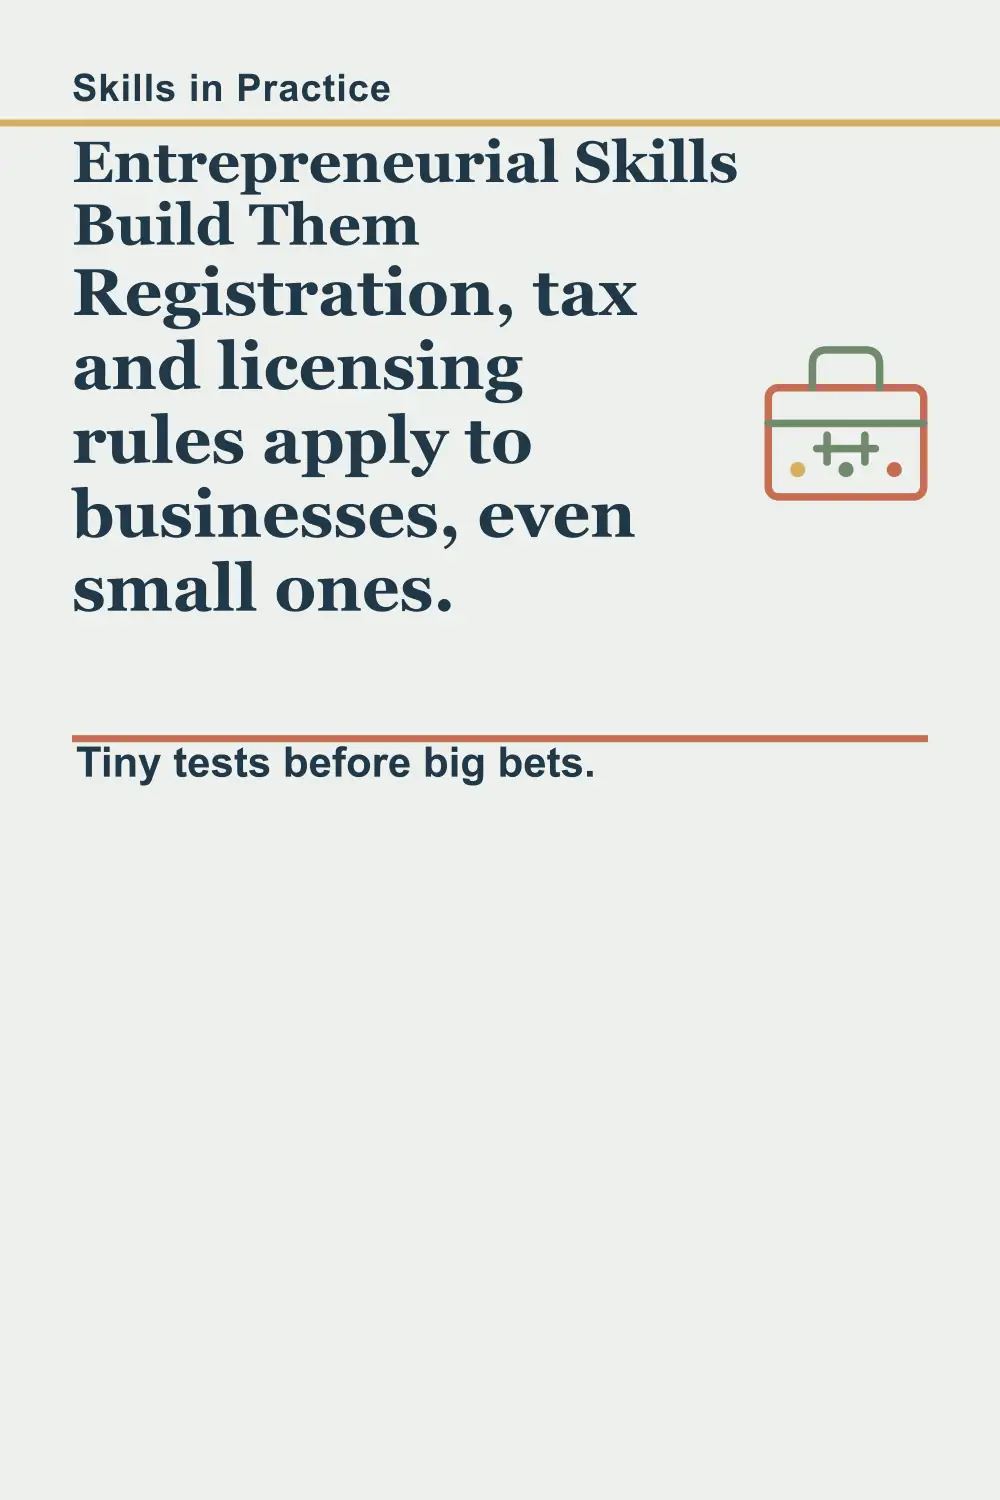 Skills in Practice
Entrepreneurial Skills
Build Them
Registration, tax
and licensing
rules apply to
businesses, even
small ones.
Tiny tests before big bets.